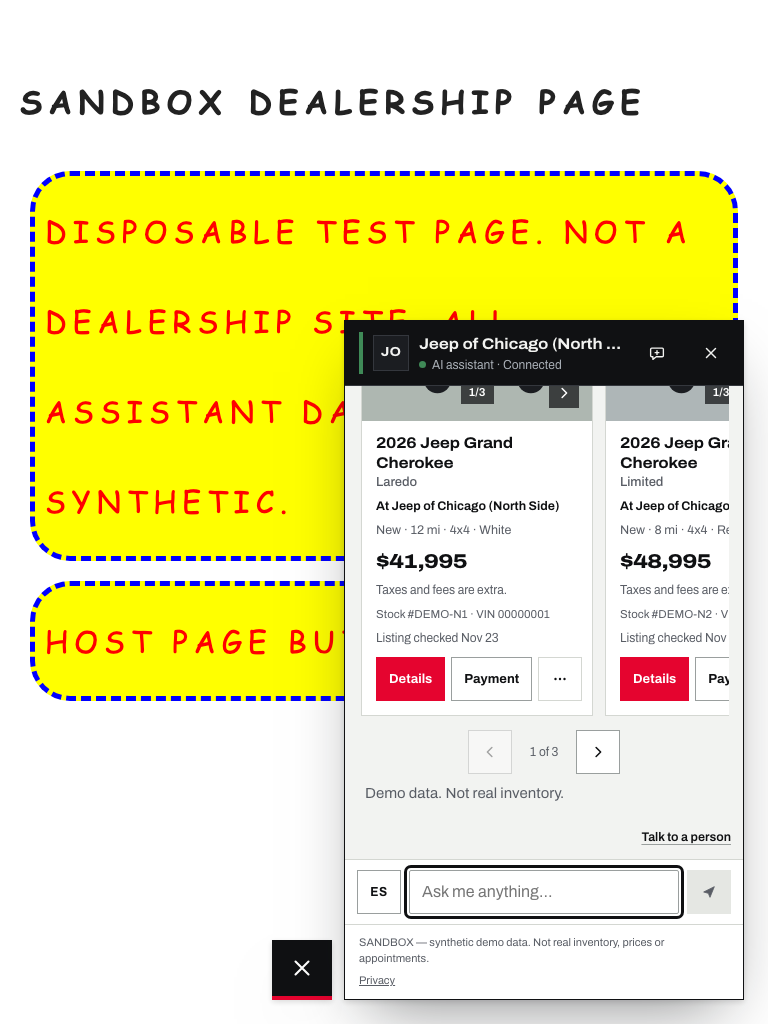 SANDBOX DEALERSHIP PAGE
DISPOSABLE TEST PAGE. NOT A
DEALERSHIP SITE. ALL
ASSISTANT DA
SYNTHETIC.
HOST PAGE BU
JO
Jeep of Chicago (North ...
AI assistant · Connected
1/3
1/3
2026 Jeep Grand
Cherokee
Laredo
At Jeep of Chicago (North Side)
New · 12 mi · 4x4 · White
$41,995
Taxes and fees are extra.
Stock #DEMO-N1 · VIN 00000001
Listing checked Nov 23
Details
Payment
...
2026 Jeep Gra
Cherokee
Limited
At Jeep of Chicago
New · 8 mi · 4x4 · Re
$48,995
Taxes and fees are e
Stock #DEMO-N2 · V
Listing checked Nov
Details
Pay
1 of 3
Demo data. Not real inventory.
Talk to a person
ES
Ask me anything...
SANDBOX — synthetic demo data. Not real inventory, prices or
appointments.
Privacy